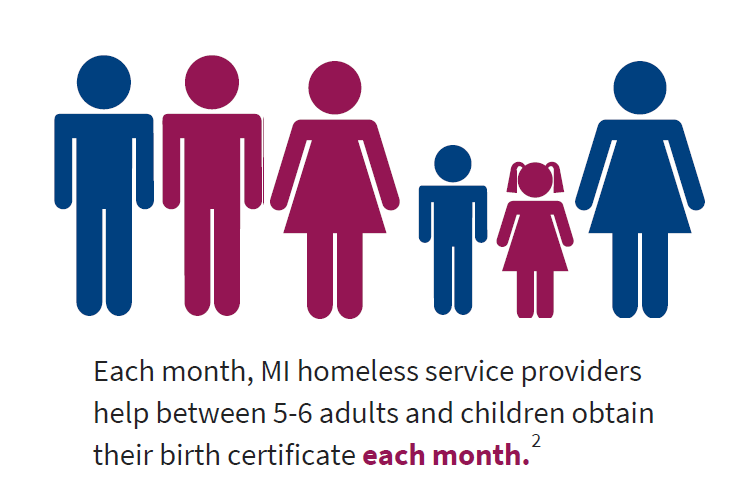 Each month, MI homeless service providers
help between 5-6 adults and children obtain
their birth certificate each month.2